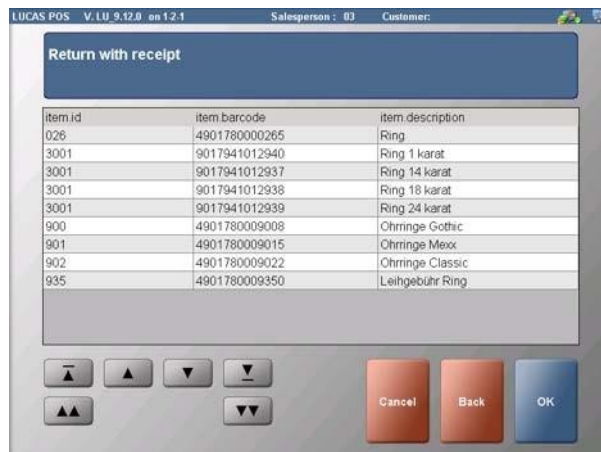 LUCAS POS V. LU_9.12.0 on 1-2-1 Salesperson : 03 Customer:
Return with receipt
item.id item.barcode item.description
026 4901780000265 Ring
3001 9017941012940 Ring 1 karat
3001 9017941012937 Ring 14 karat
3001 9017941012938 Ring 18 karat
3001 9017941012939 Ring 24 karat
900 4901780009008 Ohrringe Gothic
901 4901780009015 Ohrringe Mexx
902 4901780009022 Ohrringe Classic
935 4901780009350 Leihgebühr Ring
Cancel Back OK